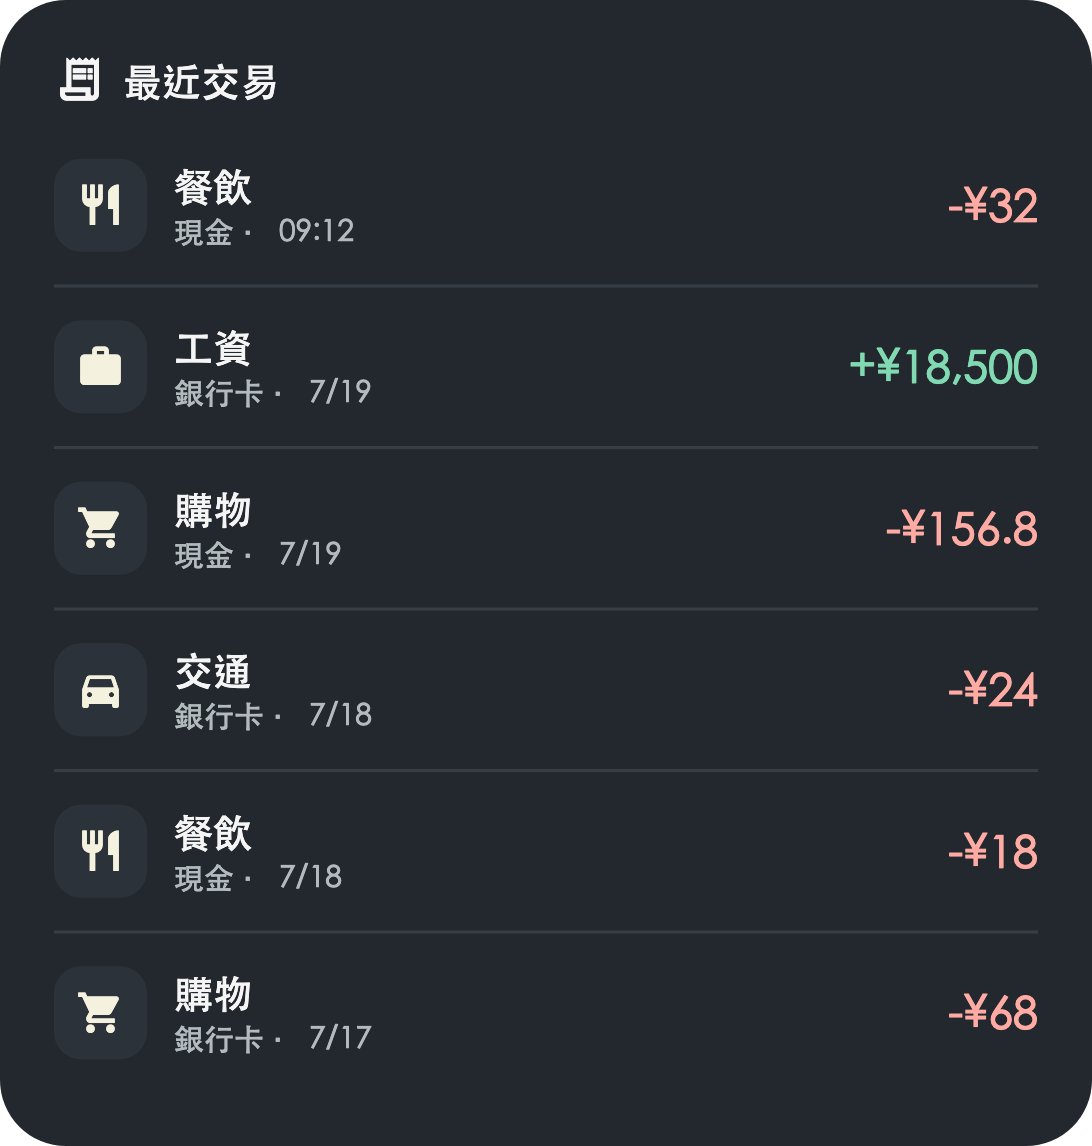 最近交易
餐飲
現金 · 09:12
-¥32
工資
銀行卡 · 7/19
+¥18,500
購物
現金 · 7/19
-¥156.8
交通
銀行卡 · 7/18
-¥24
餐飲
現金 · 7/18
-¥18
購物
銀行卡 · 7/17
-¥68